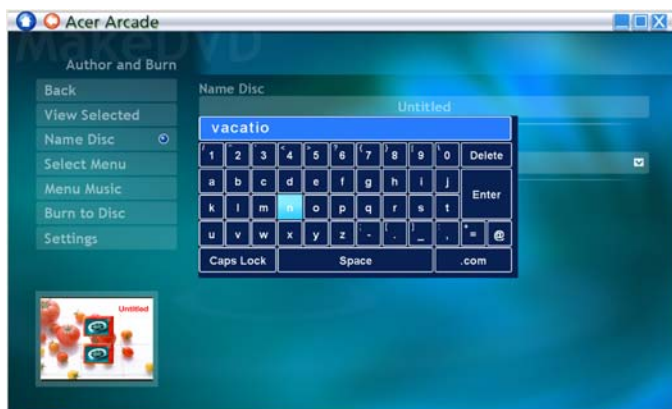 Acer Arcade
MakeDVD
Author and Burn
Back
View Selected
Name Disc
Select Menu
Menu Music
Burn to Disc
Settings
Name Disc
Untitled
vacatio
1 2 3 4 5 6 7 8 9 0 Delete
a b c d e f g h i j
Enter
k l m n o p q r s t
u v w x y z - . _ , = @
Caps Lock Space .com
Untitled